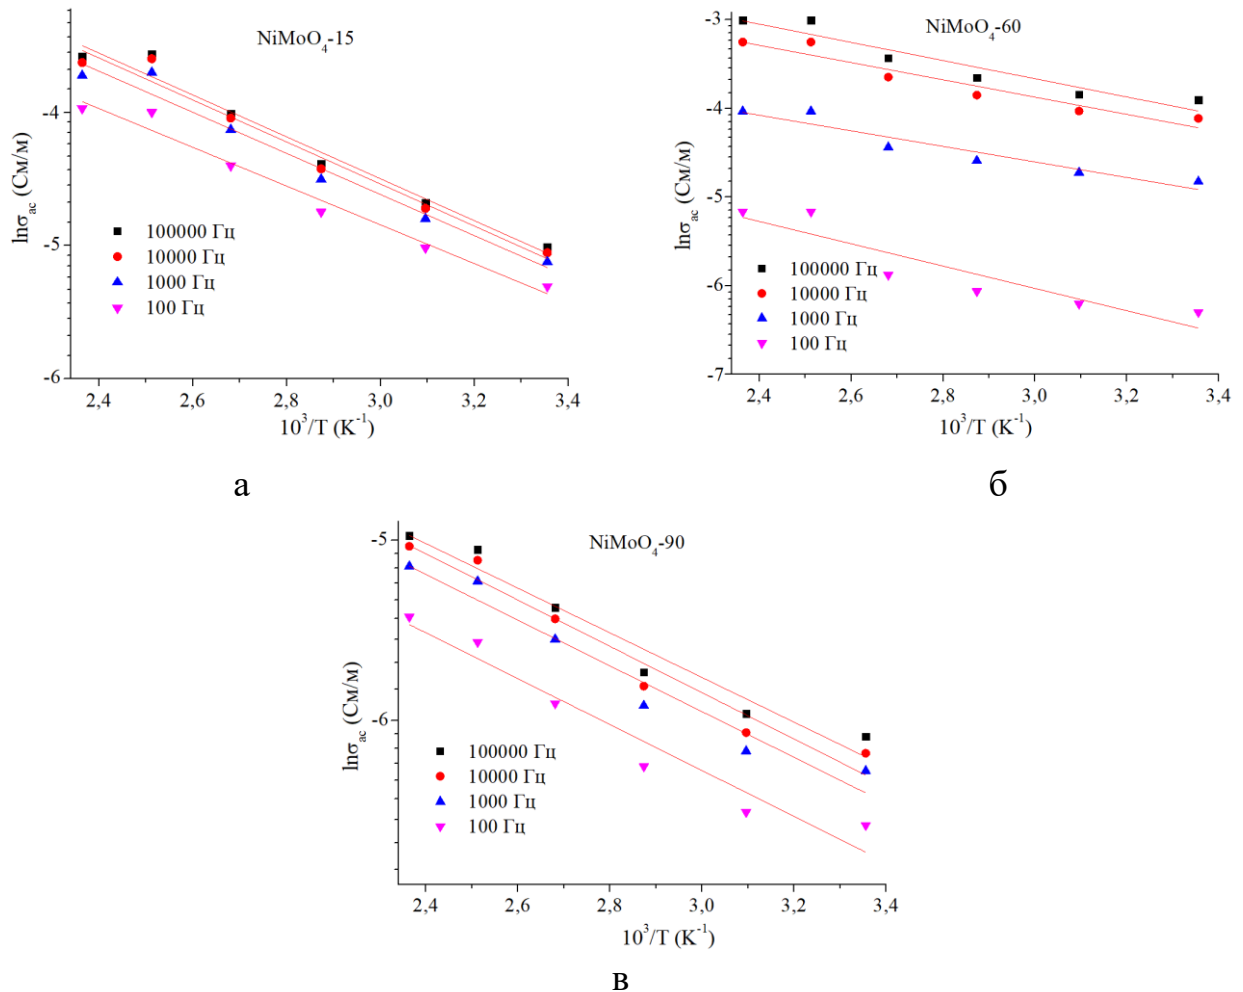 NiMoO₄-15
lnσac (См/м)
-4
-5
-6
100000 Гц
10000 Гц
1000 Гц
100 Гц
2,4 2,6 2,8 3,0 3,2 3,4
10³/T (K⁻¹)
а
NiMoO₄-60
lnσac (См/м)
-3
-4
-5
-6
-7
100000 Гц
10000 Гц
1000 Гц
100 Гц
2,4 2,6 2,8 3,0 3,2 3,4
10³/T (K⁻¹)
б
NiMoO₄-90
lnσac (См/м)
-5
-6
100000 Гц
10000 Гц
1000 Гц
100 Гц
2,4 2,6 2,8 3,0 3,2 3,4
10³/T (K⁻¹)
в